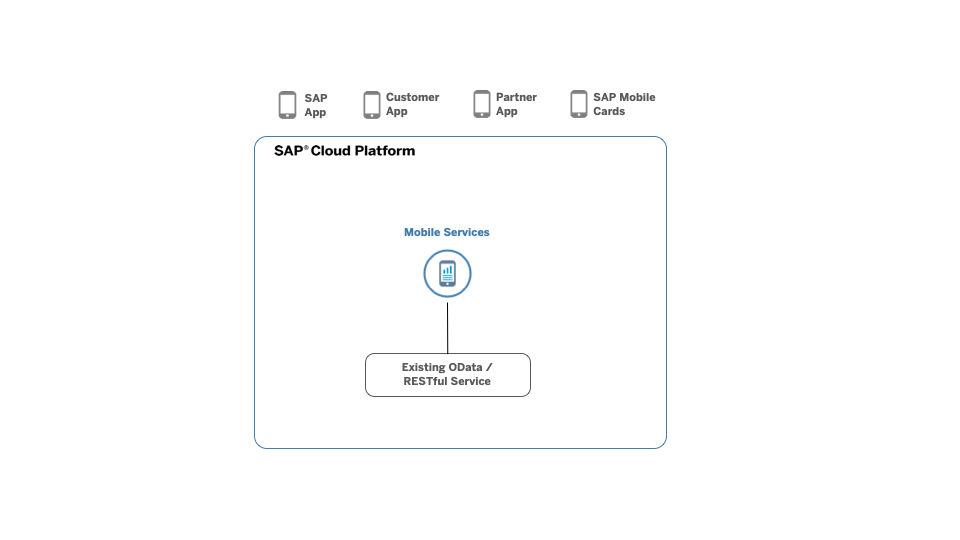 SAP
App
Customer
App
Partner
App
SAP Mobile
Cards
SAP® Cloud Platform
Mobile Services
Existing OData /
RESTful Service